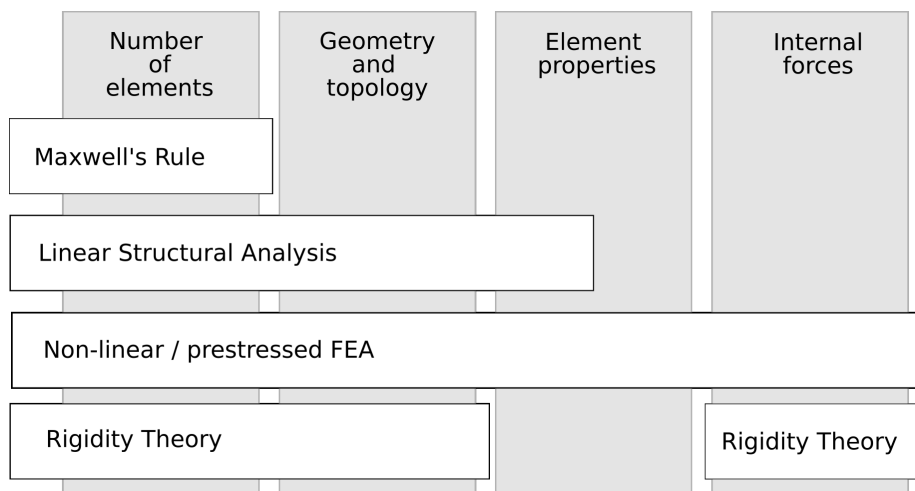 Number
of
elements
Geometry
and
topology
Element
properties
Internal
forces
Maxwell's Rule
Linear Structural Analysis
Non-linear / prestressed FEA
Rigidity Theory
Rigidity Theory